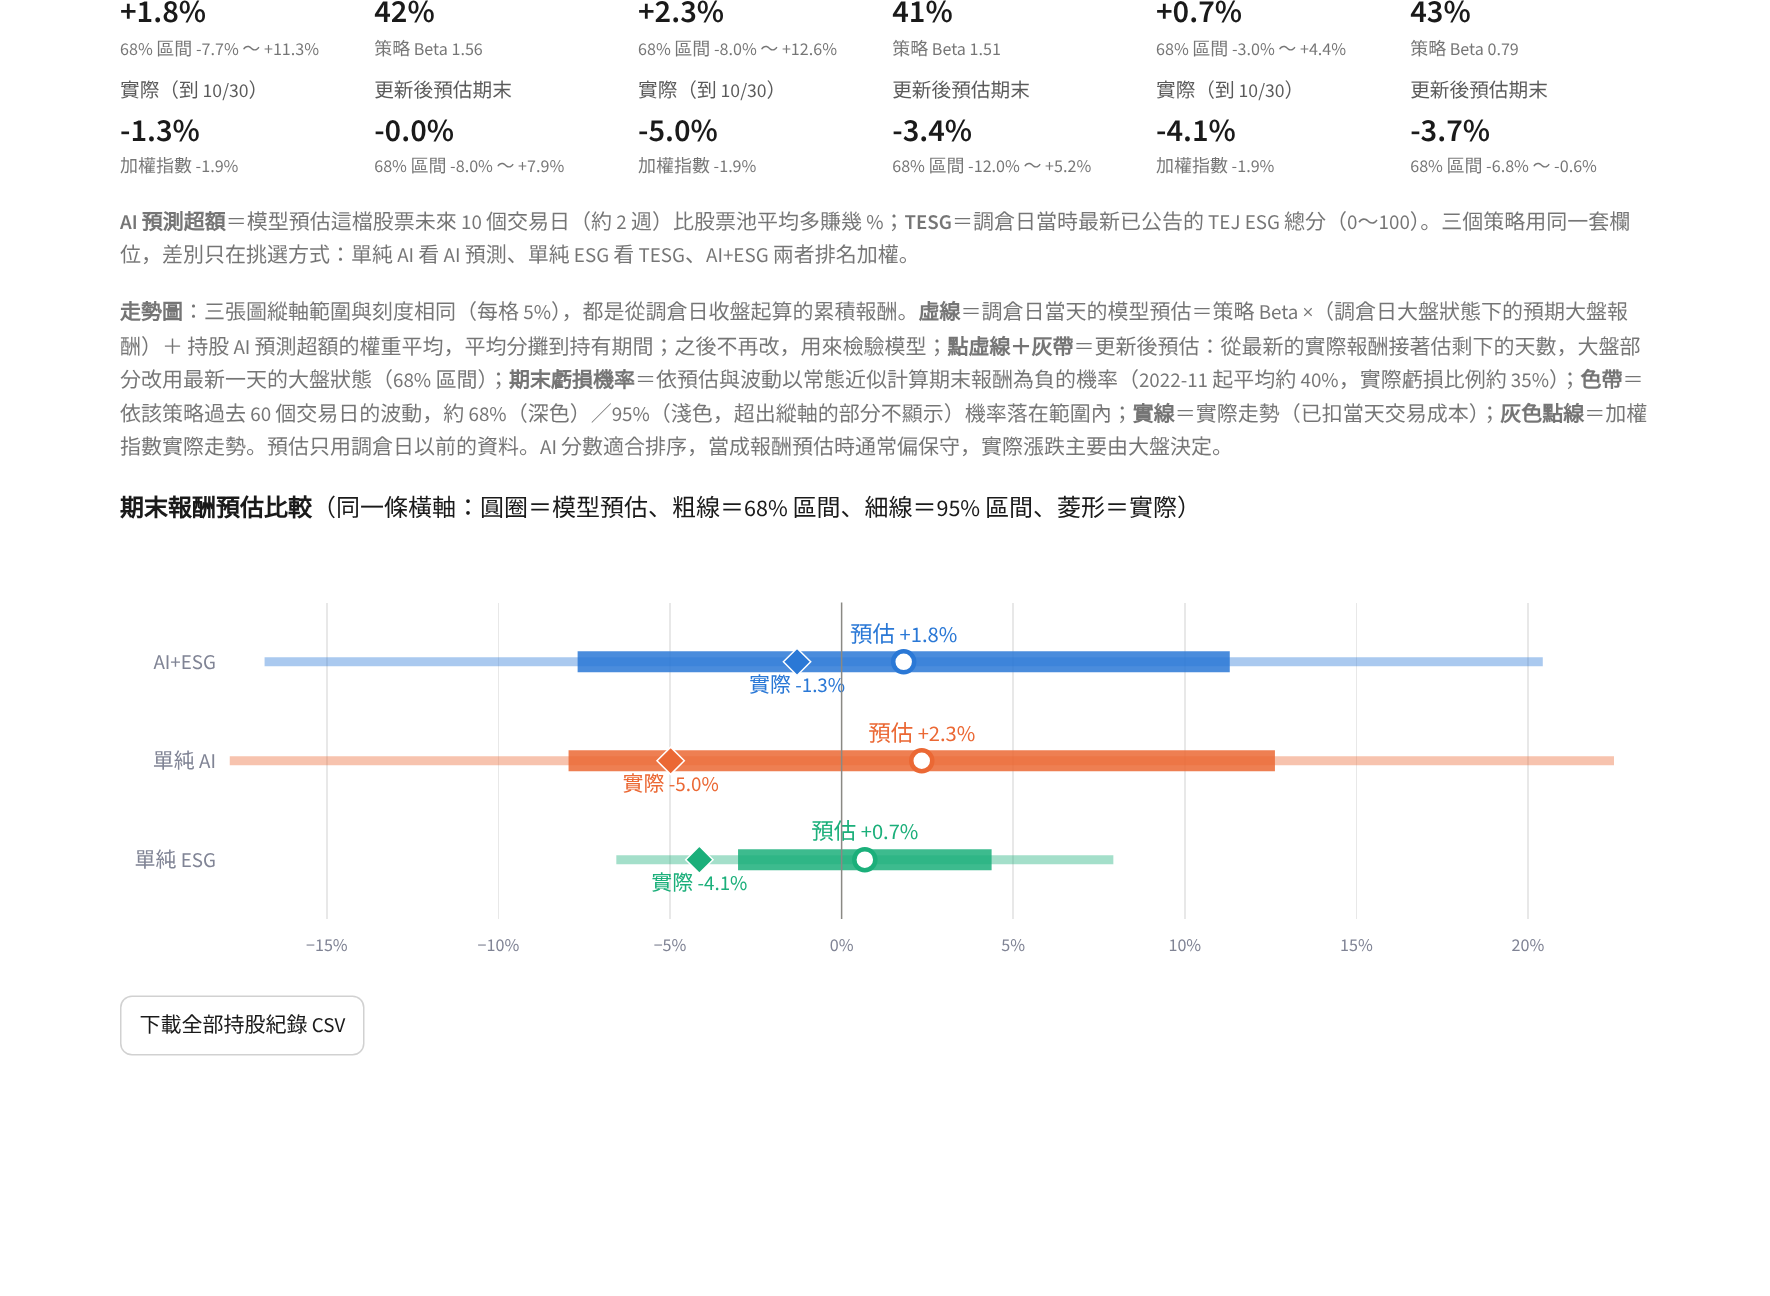 +1.8% 42% +2.3% 41% +0.7% 43%
68% 區間 -7.7% ～ +11.3% 策略 Beta 1.56 68% 區間 -8.0% ～ +12.6% 策略 Beta 1.51 68% 區間 -3.0% ～ +4.4% 策略 Beta 0.79
實際（到 10/30） 更新後預估期末 實際（到 10/30） 更新後預估期末 實際（到 10/30） 更新後預估期末
-1.3% -0.0% -5.0% -3.4% -4.1% -3.7%
加權指數 -1.9% 68% 區間 -8.0% ～ +7.9% 加權指數 -1.9% 68% 區間 -12.0% ～ +5.2% 加權指數 -1.9% 68% 區間 -6.8% ～ -0.6%
AI 預測超額＝模型預估這檔股票未來 10 個交易日（約 2 週）比股票池平均多賺幾 %；TESG＝調倉日當時最新已公告的 TEJ ESG 總分（0～100）。三個策略用同一套欄
位，差別只在挑選方式：單純 AI 看 AI 預測、單純 ESG 看 TESG、AI+ESG 兩者排名加權。
走勢圖：三張圖縱軸範圍與刻度相同（每格 5%），都是從調倉日收盤起算的累積報酬。虛線＝調倉日當天的模型預估＝策略 Beta ×（調倉日大盤狀態下的預期大盤報
酬）＋ 持股 AI 預測超額的權重平均，平均分攤到持有期間；之後不再改，用來檢驗模型；點虛線＋灰帶＝更新後預估：從最新的實際報酬接著估剩下的天數，大盤部
分改用最新一天的大盤狀態（68% 區間）；期末虧損機率＝依預估與波動以常態近似計算期末報酬為負的機率（2022-11 起平均約 40%，實際虧損比例約 35%）；色帶＝
依該策略過去 60 個交易日的波動，約 68%（深色）／95%（淺色，超出縱軸的部分不顯示）機率落在範圍內；實線＝實際走勢（已扣當天交易成本）；灰色點線＝加權
指數實際走勢。預估只用調倉日以前的資料。AI 分數適合排序，當成報酬預估時通常偏保守，實際漲跌主要由大盤決定。
期末報酬預估比較（同一條橫軸：圓圈＝模型預估、粗線＝68% 區間、細線＝95% 區間、菱形＝實際）
預估 +1.8%
AI+ESG
實際 -1.3%
預估 +2.3%
單純 AI
實際 -5.0%
預估 +0.7%
單純 ESG
實際 -4.1%
−15% −10% −5% 0% 5% 10% 15% 20%
下載全部持股紀錄 CSV